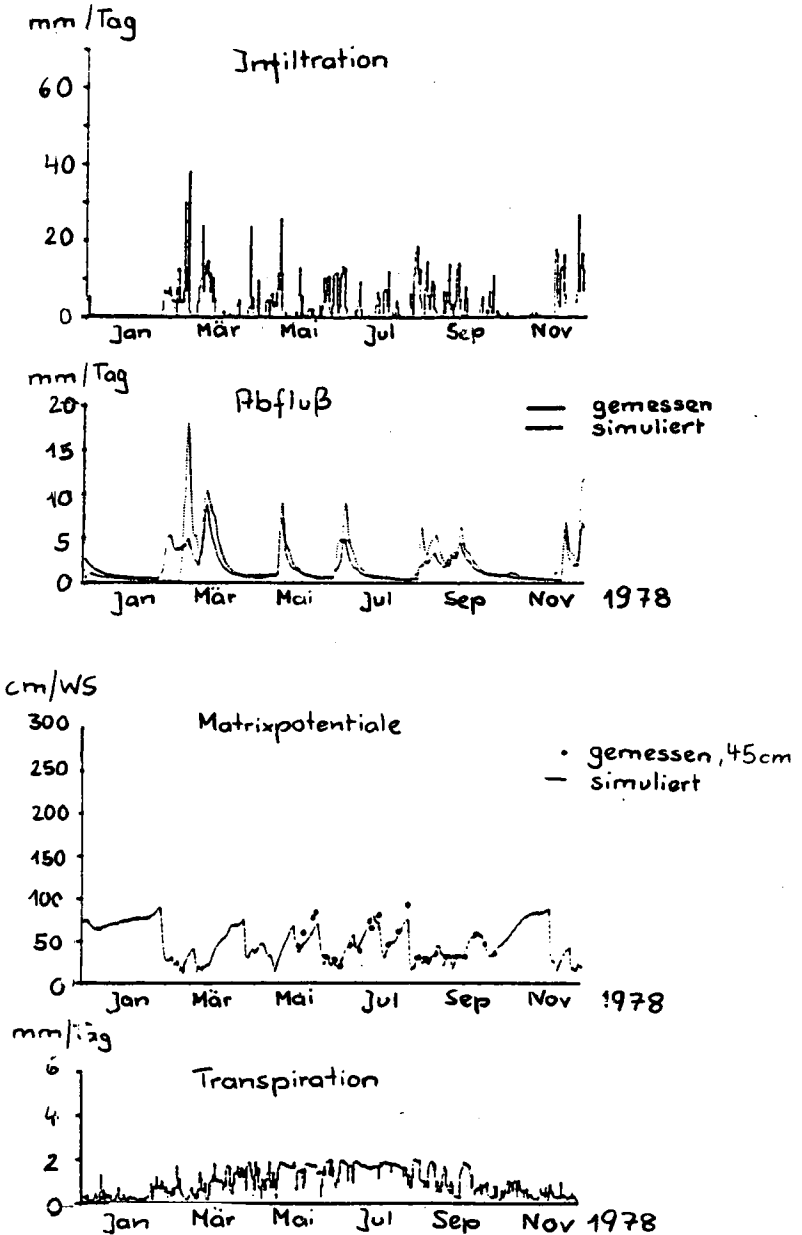 mm/Tag
Infiltration
60
40
20
0
Jan Mär Mai Jul Sep Nov
mm/Tag
Abfluß
gemessen
simuliert
20
15
10
5
0
Jan Mär Mai Jul Sep Nov 1978
cm/WS
Matrixpotentiale
gemessen, 45cm
simuliert
300
250
200
150
100
50
0
Jan Mär Mai Jul Sep Nov 1978
mm/Tag
Transpiration
6
4
2
0
Jan Mär Mai Jul Sep Nov 1978